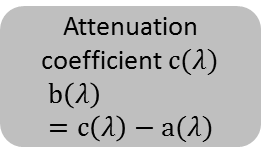 Attenuation
coefficient c(λ)
b(λ)
= c(λ) − a(λ)